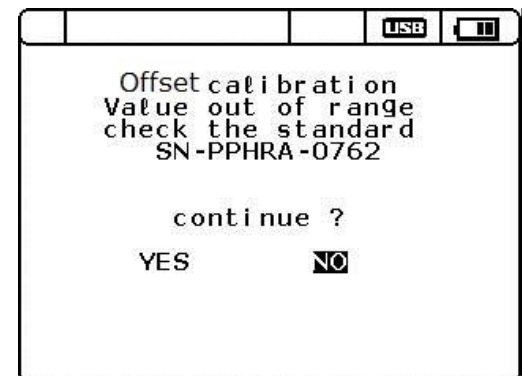 USB
Offset calibration
Value out of range
check the standard
SN-PPHRA-0762
continue ?
YES NO